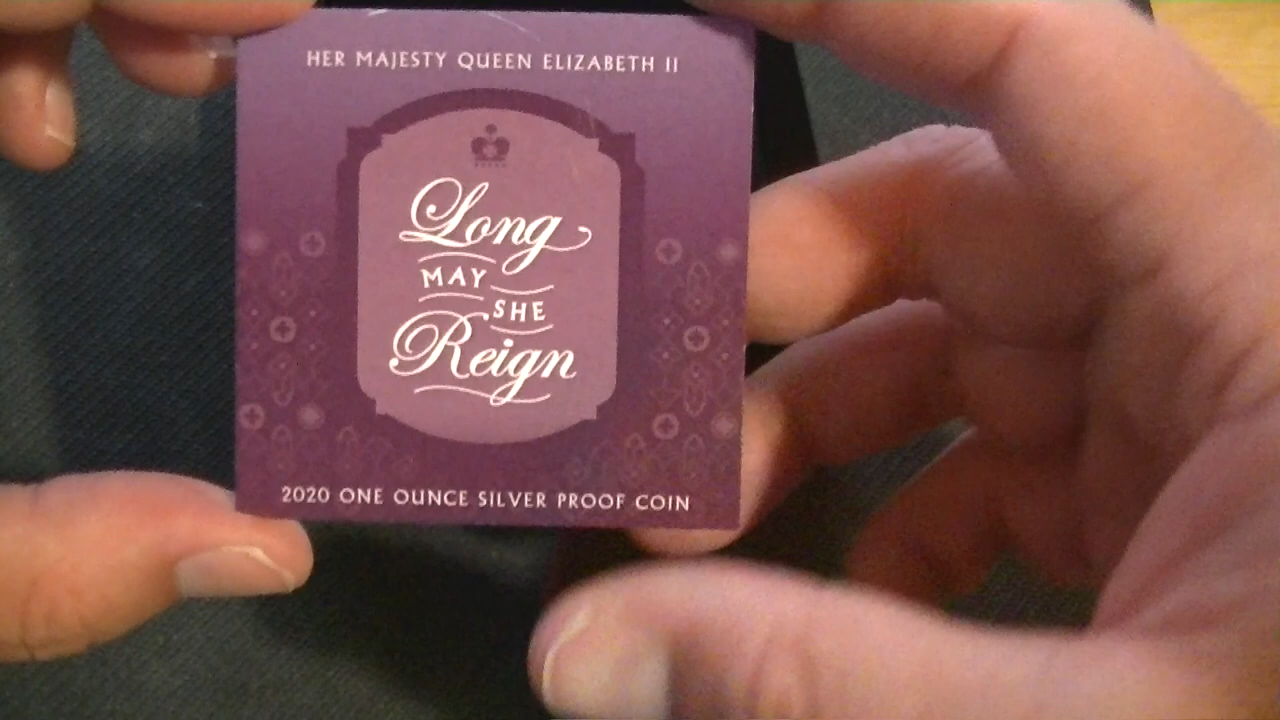 HER MAJESTY QUEEN ELIZABETH II
Long
MAY
SHE
Reign
2020 ONE OUNCE SILVER PROOF COIN